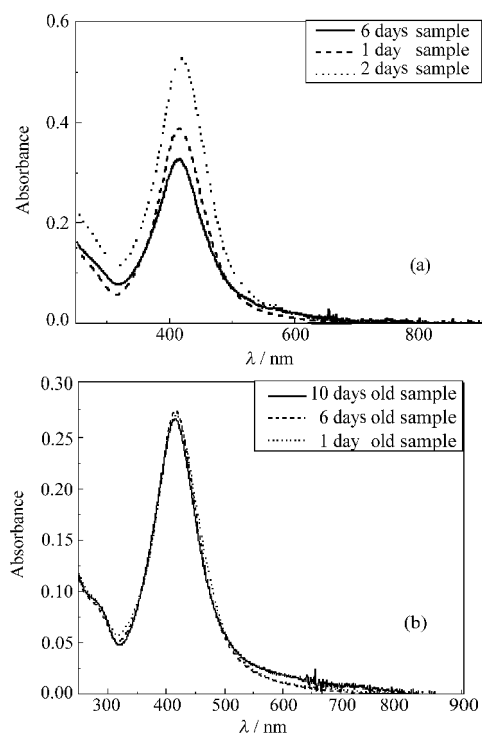 6 days sample
1 day sample
2 days sample
0.6
0.4
0.2
0.0
Absorbance
(a)
400
600
800
λ / nm
10 days old sample
6 days old sample
1 day old sample
0.30
0.25
0.20
0.15
0.10
0.05
0.00
Absorbance
(b)
300
400
500
600
700
800
900
λ / nm